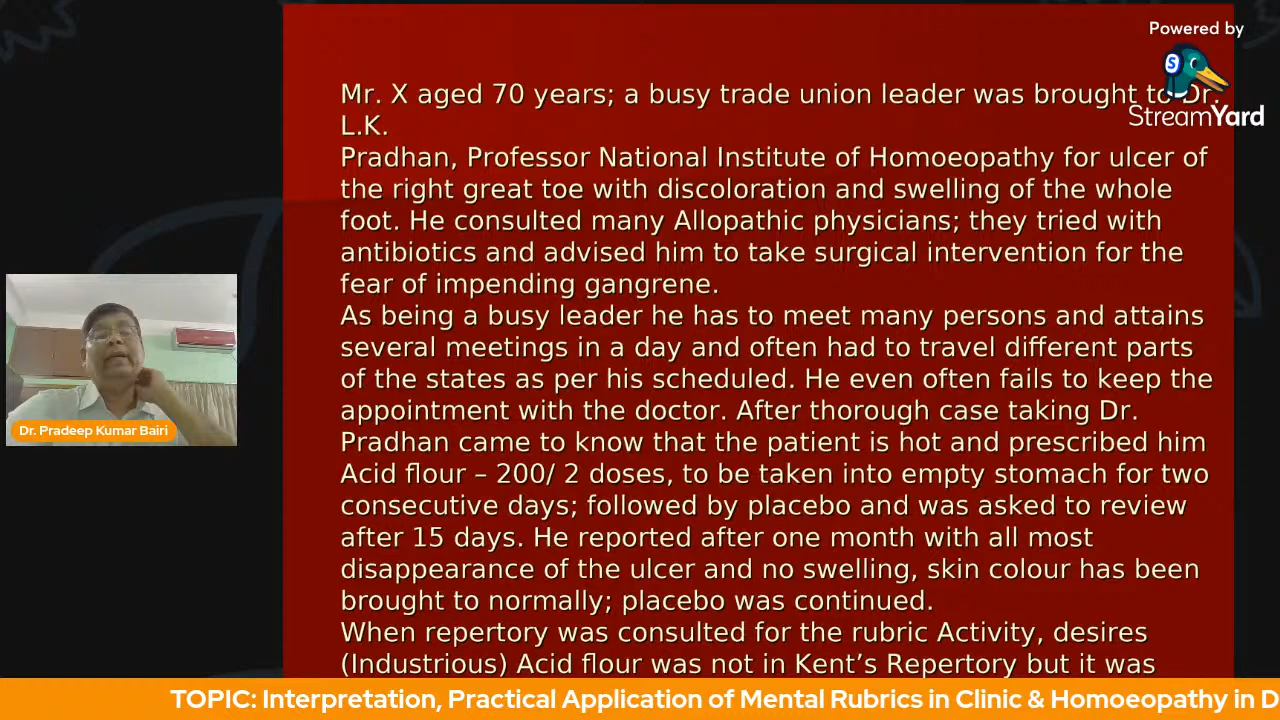 Powered by
StreamYard
S
Mr. X aged 70 years; a busy trade union leader was brought to Dr.
L.K.
Pradhan, Professor National Institute of Homoeopathy for ulcer of
the right great toe with discoloration and swelling of the whole
foot. He consulted many Allopathic physicians; they tried with
antibiotics and advised him to take surgical intervention for the
fear of impending gangrene.
As being a busy leader he has to meet many persons and attains
several meetings in a day and often had to travel different parts
of the states as per his scheduled. He even often fails to keep the
appointment with the doctor. After thorough case taking Dr.
Pradhan came to know that the patient is hot and prescribed him
Acid flour – 200/ 2 doses, to be taken into empty stomach for two
consecutive days; followed by placebo and was asked to review
after 15 days. He reported after one month with all most
disappearance of the ulcer and no swelling, skin colour has been
brought to normally; placebo was continued.
When repertory was consulted for the rubric Activity, desires
(Industrious) Acid flour was not in Kent’s Repertory but it was
Dr. Pradeep Kumar Bairi
TOPIC: Interpretation, Practical Application of Mental Rubrics in Clinic & Homoeopathy in D